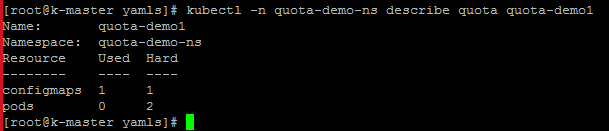 [root@k-master yamls]# kubectl -n quota-demo-ns describe quota quota-demo1
Name:       quota-demo1
Namespace:  quota-demo-ns
Resource    Used  Hard
--------    ----  ----
configmaps  1     1
pods        0     2
[root@k-master yamls]#